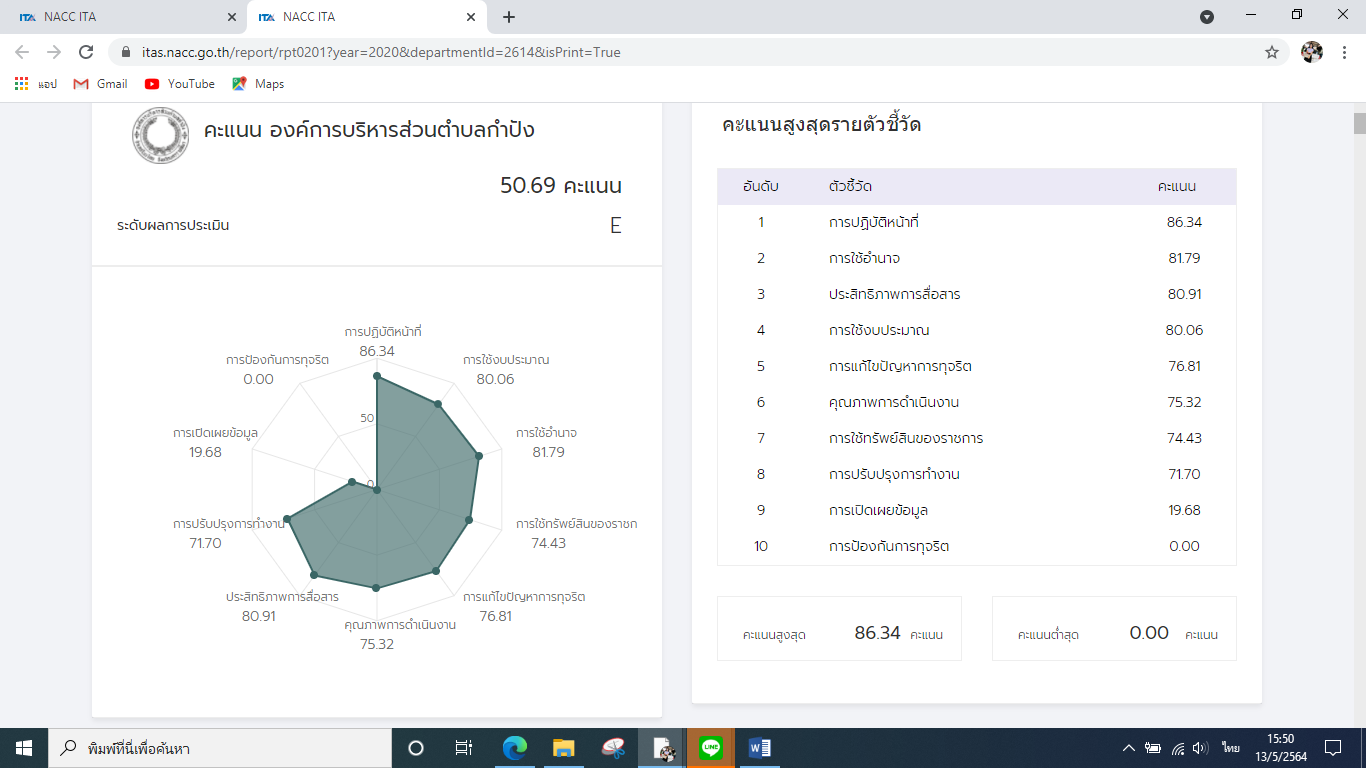 ITA NACC ITA
ITA NACC ITA
itas.nacc.go.th/report/rpt0201?year=2020&departmentId=2614&isPrint=True
แอป Gmail YouTube Maps
คะแนน องค์การบริหารส่วนตำบลกำปัง
50.69 คะแนน
ระดับผลการประเมิน E
การปฏิบัติหน้าที่
86.34
การป้องกันการทุจริต
0.00
การใช้งบประมาณ
80.06
50
การเปิดเผยข้อมูล
19.68
การใช้อำนาจ
81.79
0
การปรับปรุงการทำงาน
71.70
การใช้ทรัพย์สินของราชก
74.43
ประสิทธิภาพการสื่อสาร
80.91
การแก้ไขปัญหาการทุจริต
76.81
คุณภาพการดำเนินงาน
75.32
คะแนนสูงสุดรายตัวชี้วัด
อันดับ ตัวชี้วัด คะแนน
1 การปฏิบัติหน้าที่ 86.34
2 การใช้อำนาจ 81.79
3 ประสิทธิภาพการสื่อสาร 80.91
4 การใช้งบประมาณ 80.06
5 การแก้ไขปัญหาการทุจริต 76.81
6 คุณภาพการดำเนินงาน 75.32
7 การใช้ทรัพย์สินของราชการ 74.43
8 การปรับปรุงการทำงาน 71.70
9 การเปิดเผยข้อมูล 19.68
10 การป้องกันการทุจริต 0.00
คะแนนสูงสุด 86.34 คะแนน
คะแนนต่ำสุด 0.00 คะแนน
พิมพ์ที่นี่เพื่อค้นหา
LINE
ไทย
15:50
13/5/2564